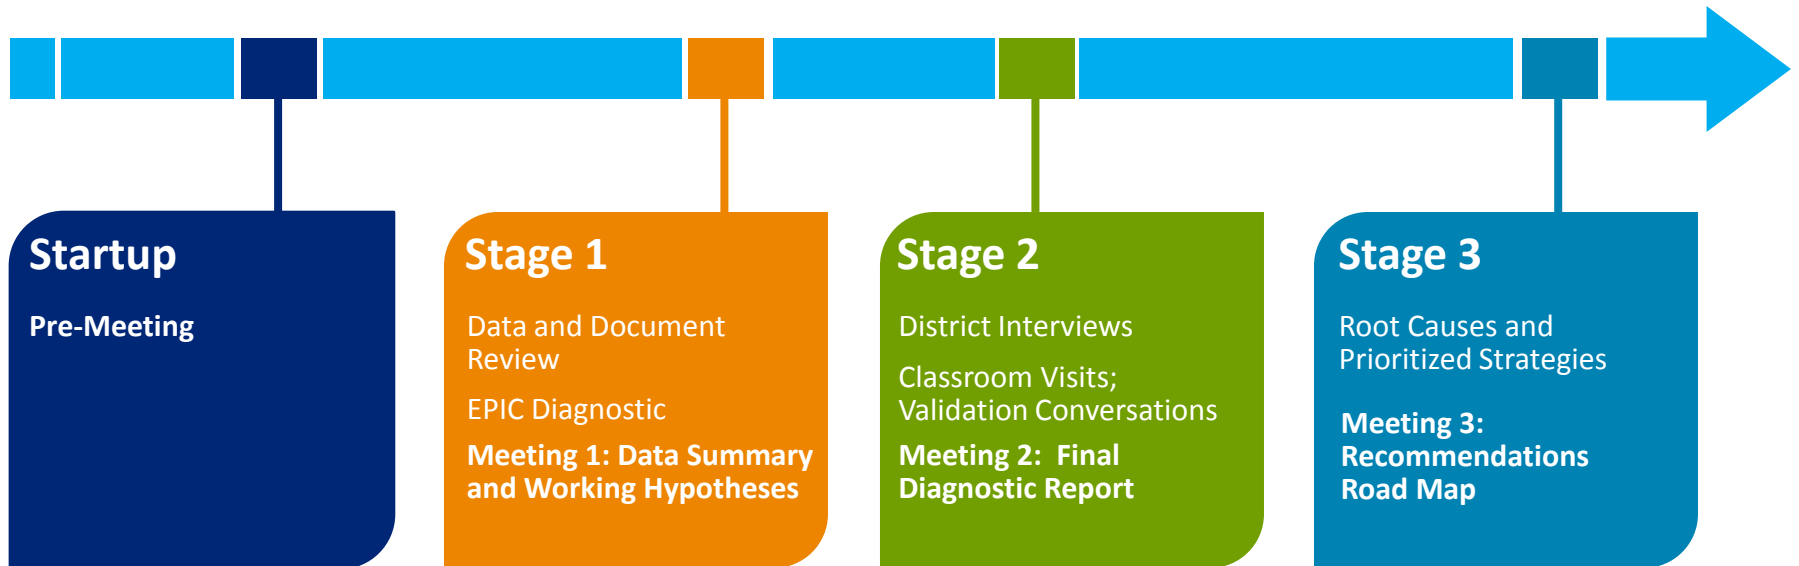 Startup
Pre-Meeting
Stage 1
Data and Document
Review
EPIC Diagnostic
Meeting 1: Data Summary
and Working Hypotheses
Stage 2
District Interviews
Classroom Visits;
Validation Conversations
Meeting 2:  Final
Diagnostic Report
Stage 3
Root Causes and
Prioritized Strategies
Meeting 3:
Recommendations
Road Map